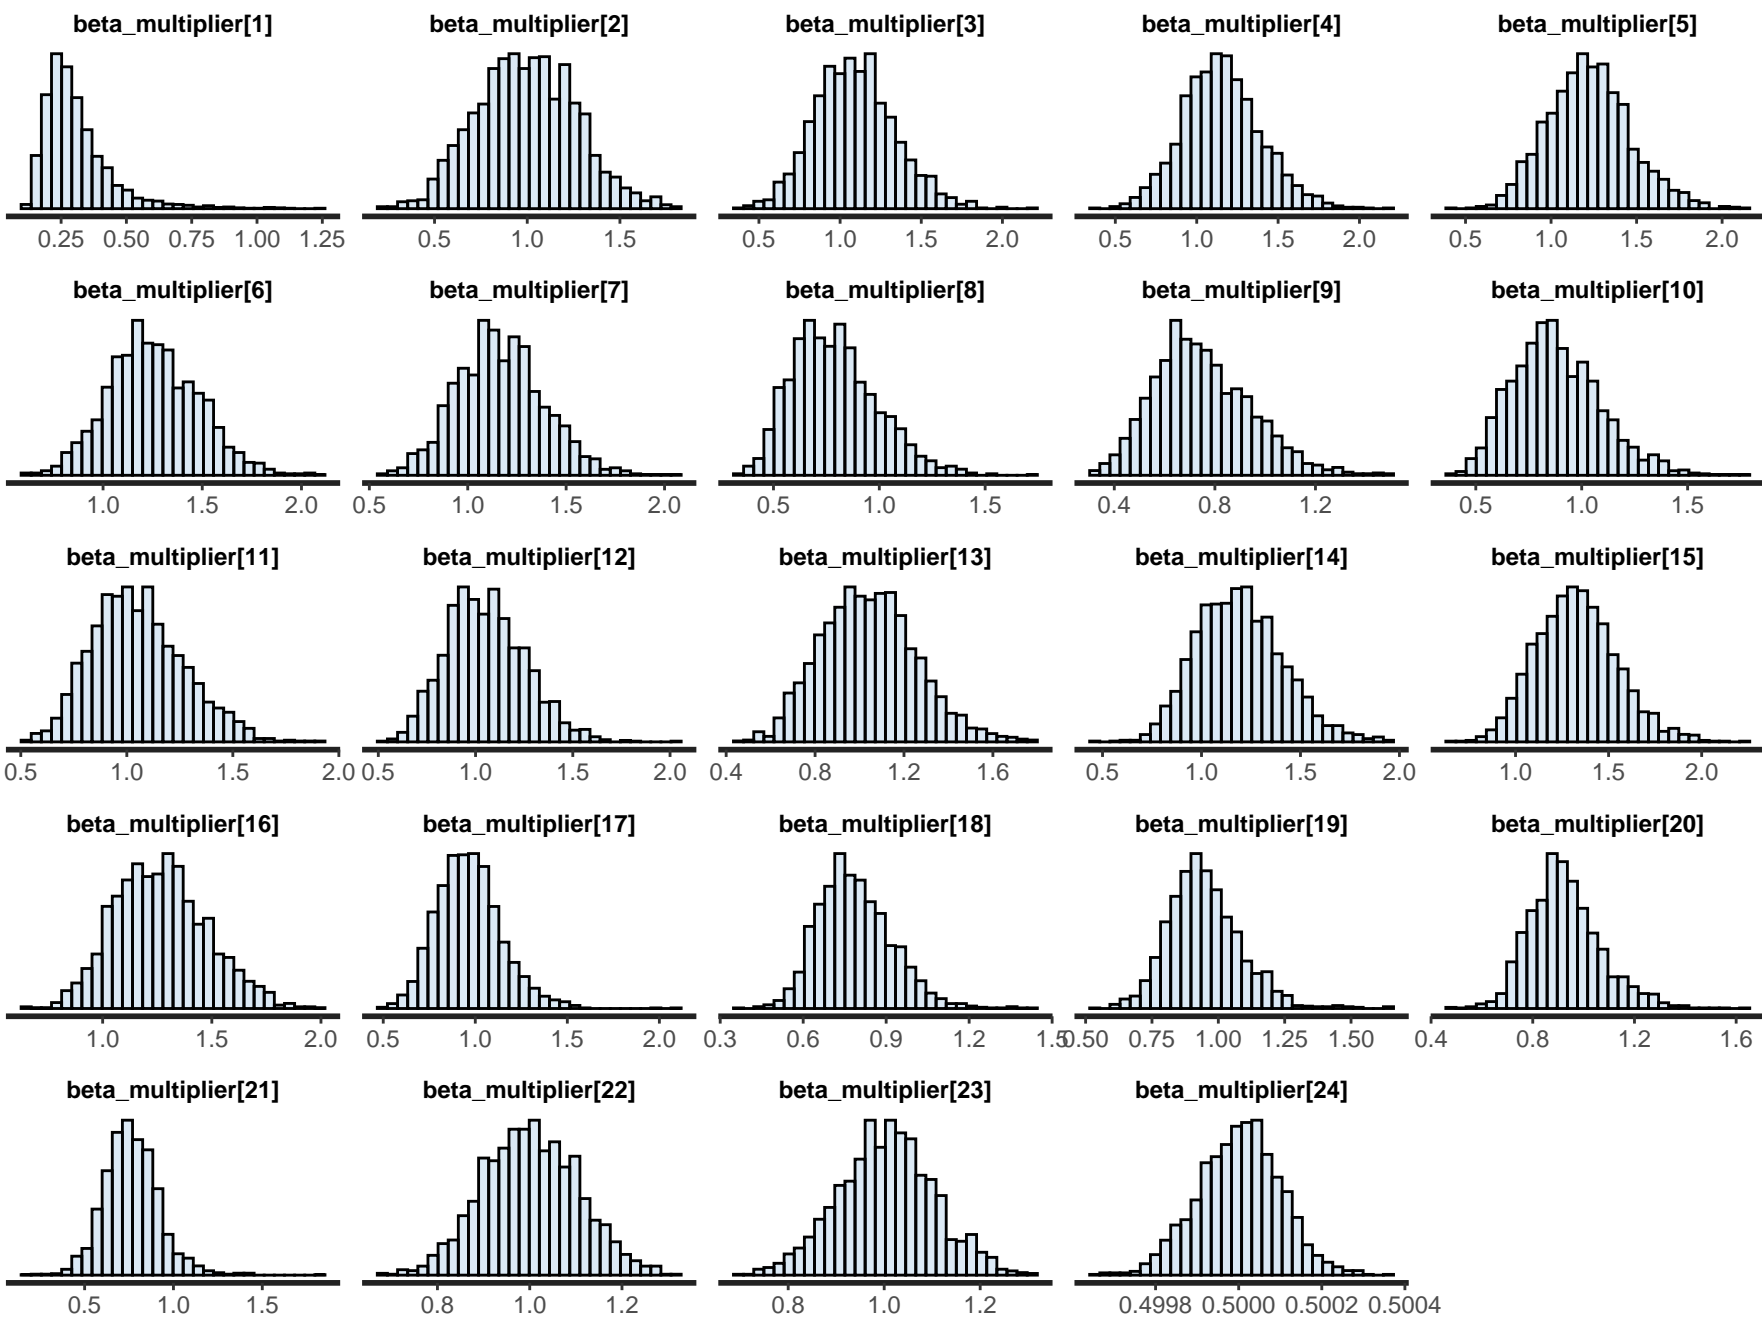 beta_multiplier[1] beta_multiplier[2] beta_multiplier[3] beta_multiplier[4] beta_multiplier[5]
0.25 0.50 0.75 1.00 1.25 0.5 1.0 1.5 0.5 1.0 1.5 2.0 0.5 1.0 1.5 2.0 0.5 1.0 1.5 2.0
beta_multiplier[6] beta_multiplier[7] beta_multiplier[8] beta_multiplier[9] beta_multiplier[10]
1.0 1.5 2.0 0.5 1.0 1.5 2.0 0.5 1.0 1.5 0.4 0.8 1.2 0.5 1.0 1.5
beta_multiplier[11] beta_multiplier[12] beta_multiplier[13] beta_multiplier[14] beta_multiplier[15]
0.5 1.0 1.5 2.0 0.5 1.0 1.5 2.0 0.4 0.8 1.2 1.6 0.5 1.0 1.5 2.0 1.0 1.5 2.0
beta_multiplier[16] beta_multiplier[17] beta_multiplier[18] beta_multiplier[19] beta_multiplier[20]
1.0 1.5 2.0 0.5 1.0 1.5 2.0 0.3 0.6 0.9 1.2 1.5 0.50 0.75 1.00 1.25 1.50 0.4 0.8 1.2 1.6
beta_multiplier[21] beta_multiplier[22] beta_multiplier[23] beta_multiplier[24]
0.5 1.0 1.5 0.8 1.0 1.2 0.8 1.0 1.2 0.4998 0.5000 0.5002 0.5004